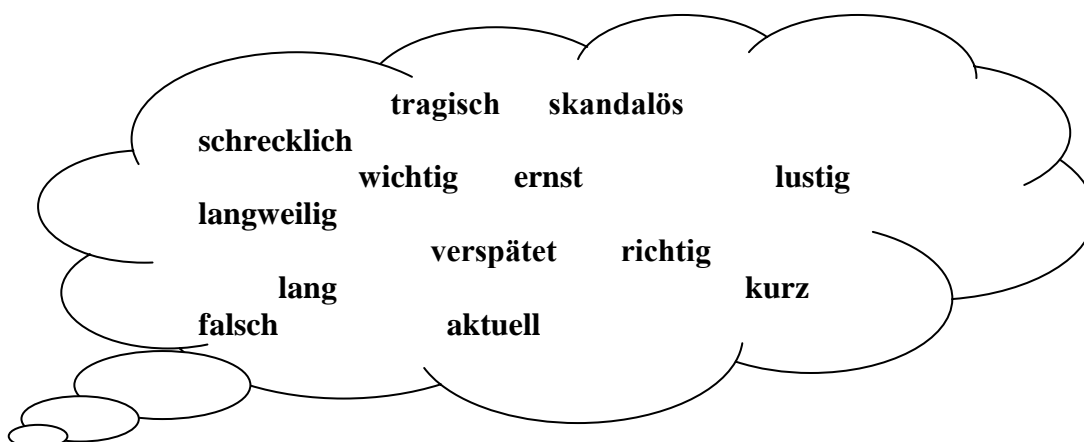 tragisch skandalös
schrecklich
wichtig ernst lustig
langweilig
verspätet richtig
lang kurz
falsch aktuell